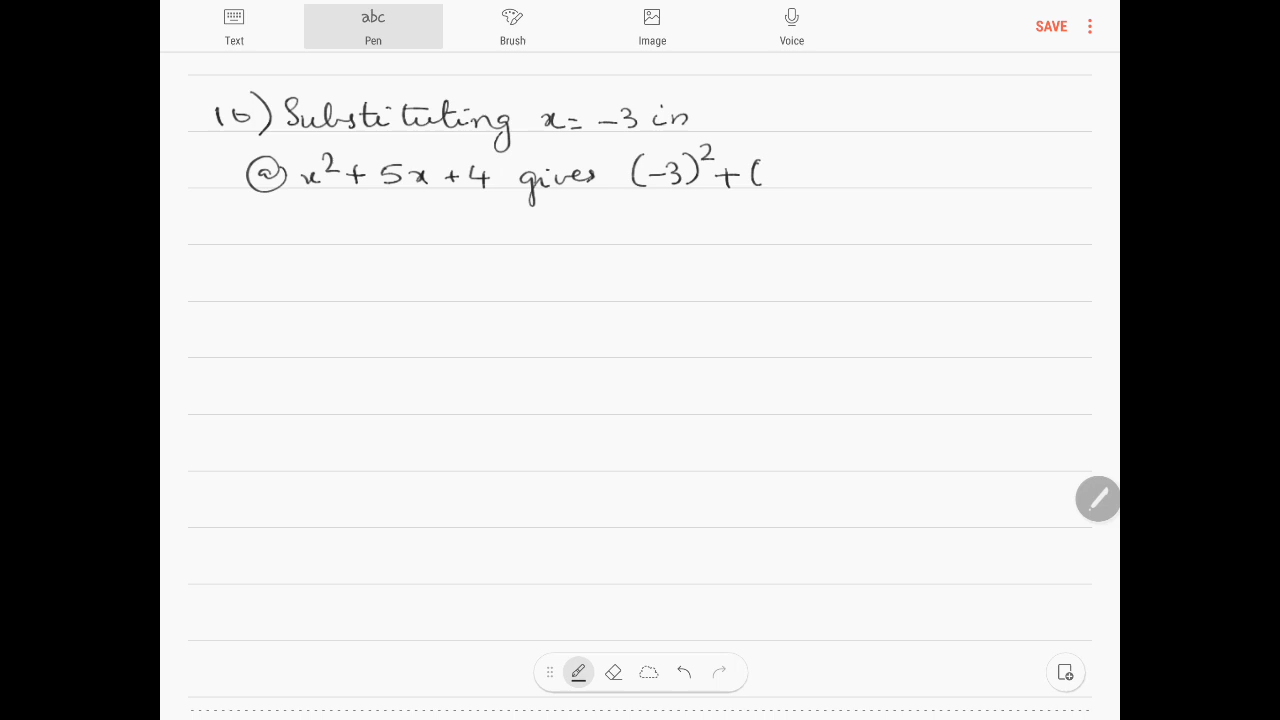 Text
abc
Pen
Brush
Image
Voice
SAVE
16) Substituting x = -3 in
ⓐ x² + 5x + 4 gives (-3)² + (